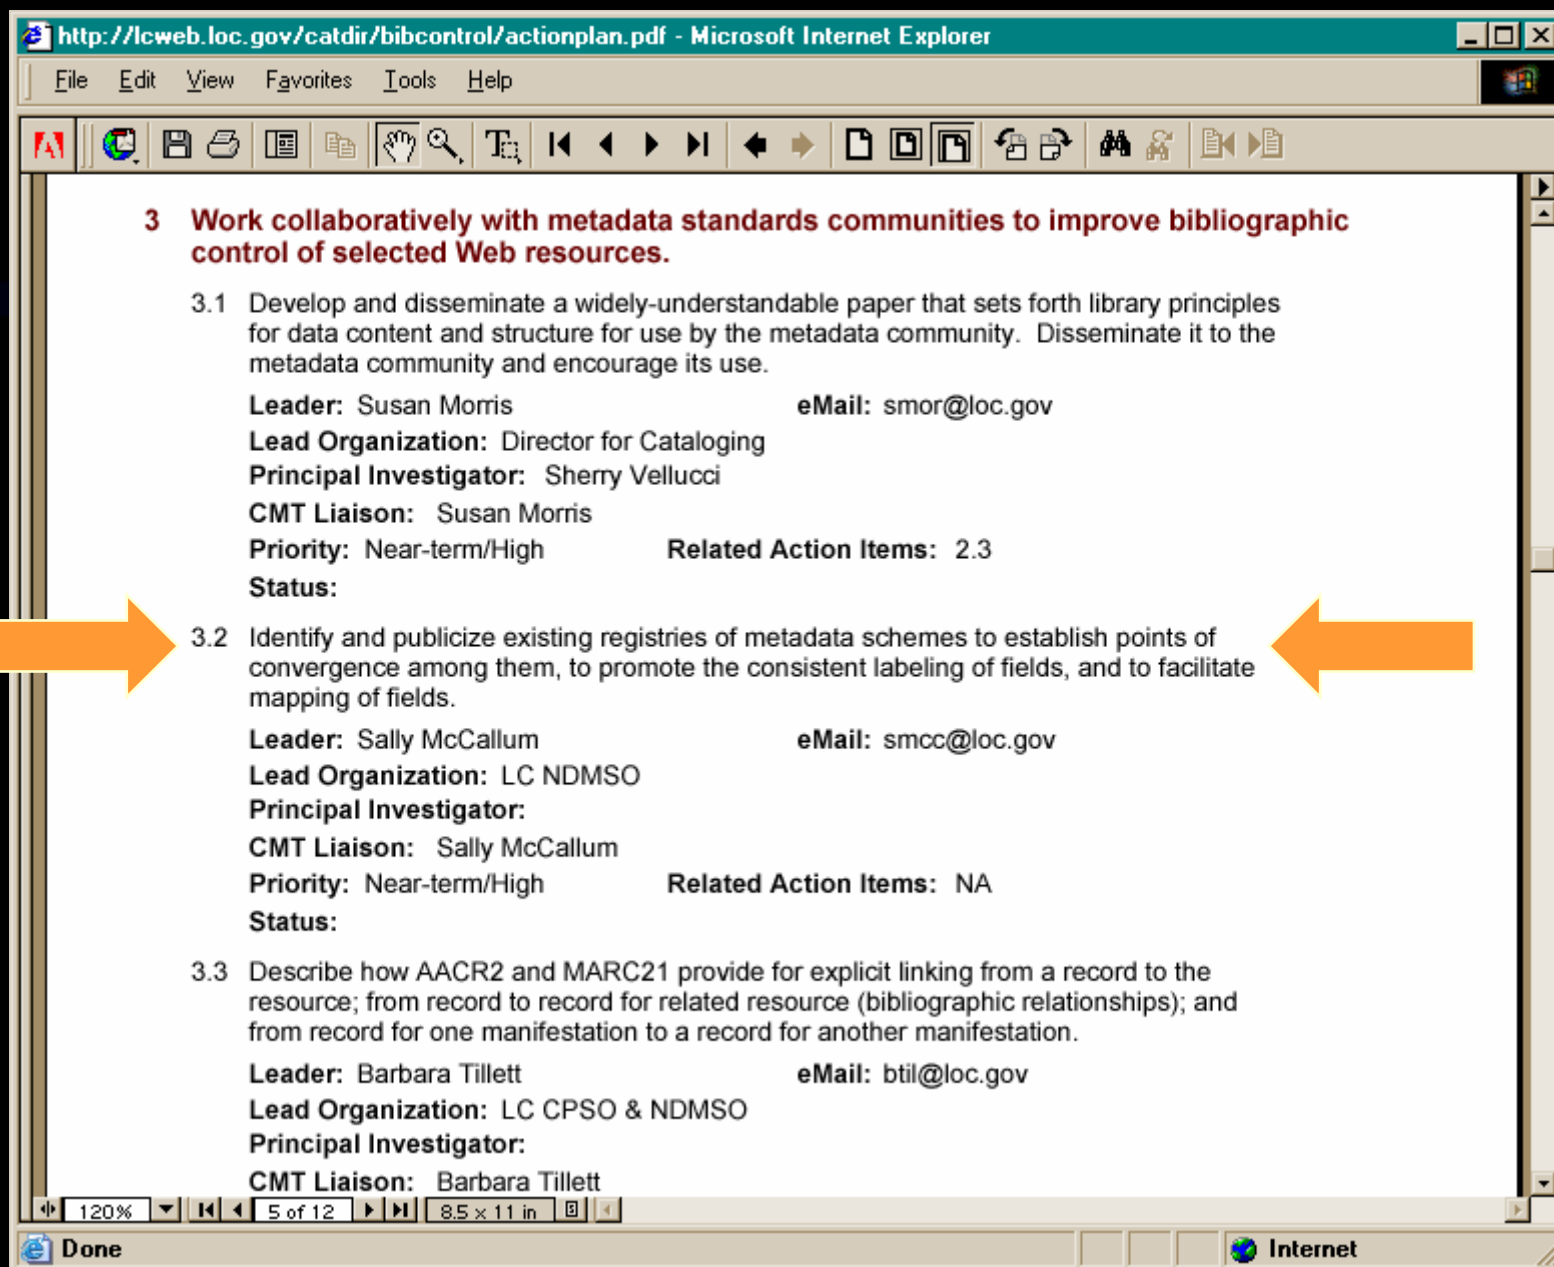 http://lcweb.loc.gov/catdir/bibcontrol/actionplan.pdf - Microsoft Internet Explorer
File Edit View Favorites Tools Help
3 Work collaboratively with metadata standards communities to improve bibliographic
control of selected Web resources.
3.1 Develop and disseminate a widely-understandable paper that sets forth library principles
for data content and structure for use by the metadata community. Disseminate it to the
metadata community and encourage its use.
Leader: Susan Morris eMail: smor@loc.gov
Lead Organization: Director for Cataloging
Principal Investigator: Sherry Vellucci
CMT Liaison: Susan Morris
Priority: Near-term/High Related Action Items: 2.3
Status:
3.2 Identify and publicize existing registries of metadata schemes to establish points of
convergence among them, to promote the consistent labeling of fields, and to facilitate
mapping of fields.
Leader: Sally McCallum eMail: smcc@loc.gov
Lead Organization: LC NDMSO
Principal Investigator:
CMT Liaison: Sally McCallum
Priority: Near-term/High Related Action Items: NA
Status:
3.3 Describe how AACR2 and MARC21 provide for explicit linking from a record to the
resource; from record to record for related resource (bibliographic relationships); and
from record for one manifestation to a record for another manifestation.
Leader: Barbara Tillett eMail: btil@loc.gov
Lead Organization: LC CPSO & NDMSO
Principal Investigator:
CMT Liaison: Barbara Tillett
120% 5 of 12 8.5 x 11 in
Done Internet